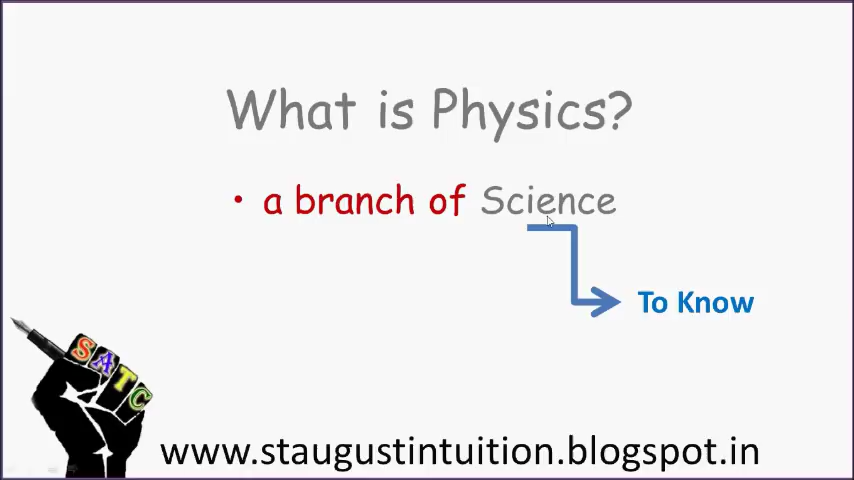 What is Physics?
• a branch of Science
To Know
SATC
www.staugustintuition.blogspot.in